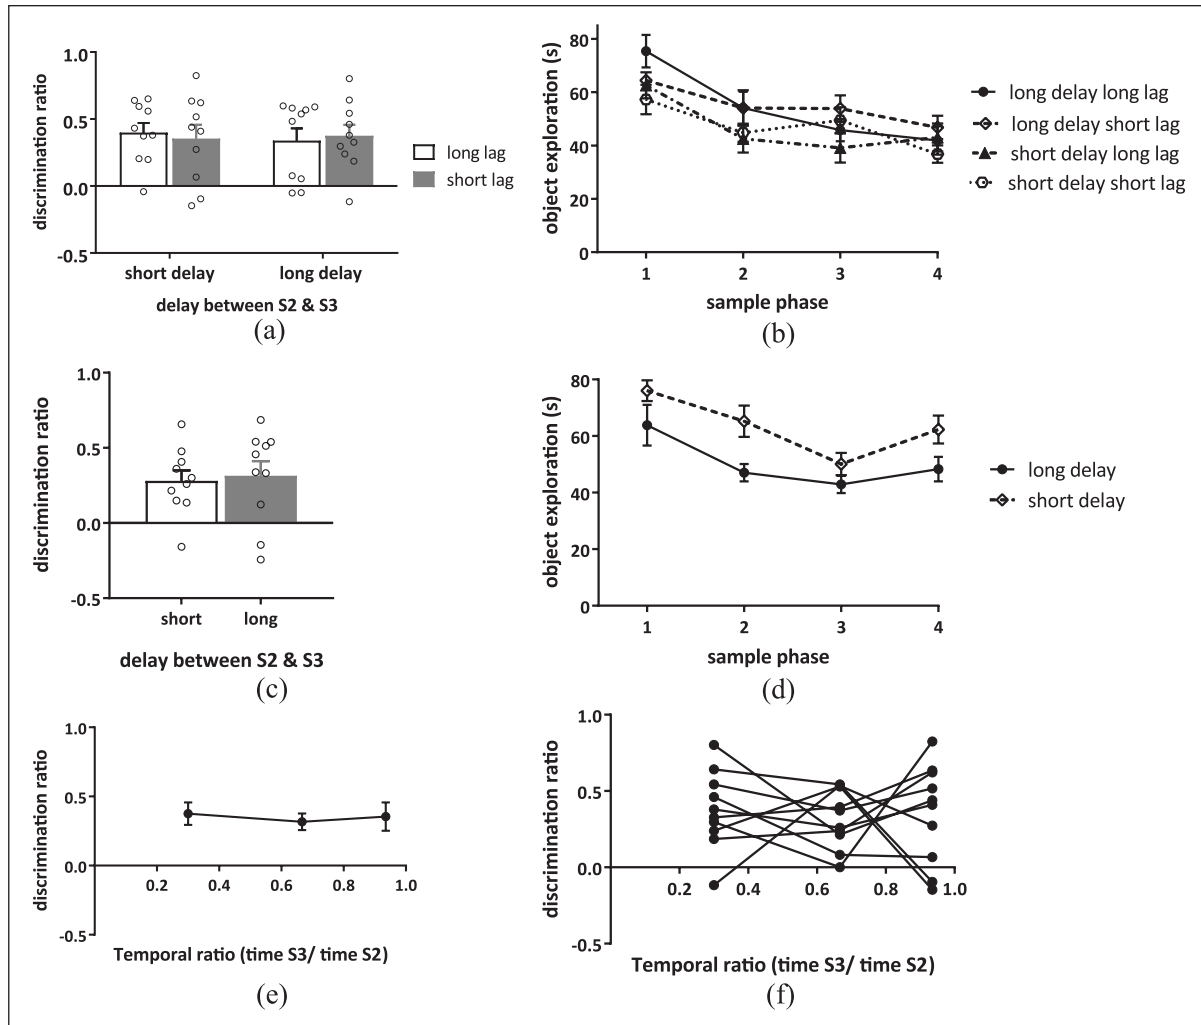 1.0
0.5
0.0
-0.5
discrimination ratio
short delay
long delay
delay between S2 & S3
long lag
short lag
(a)
80
60
40
20
0
object exploration (s)
1
2
3
4
sample phase
long delay long lag
long delay short lag
short delay long lag
short delay short lag
(b)
1.0
0.5
0.0
-0.5
discrimination ratio
short
long
delay between S2 & S3
(c)
80
60
40
20
0
object exploration (s)
1
2
3
4
sample phase
long delay
short delay
(d)
1.0
0.5
0.0
-0.5
discrimination ratio
0.2
0.4
0.6
0.8
1.0
Temporal ratio (time S3/ time S2)
(e)
1.0
0.5
0.0
-0.5
discrimination ratio
0.2
0.4
0.6
0.8
1.0
Temporal ratio (time S3/ time S2)
(f)